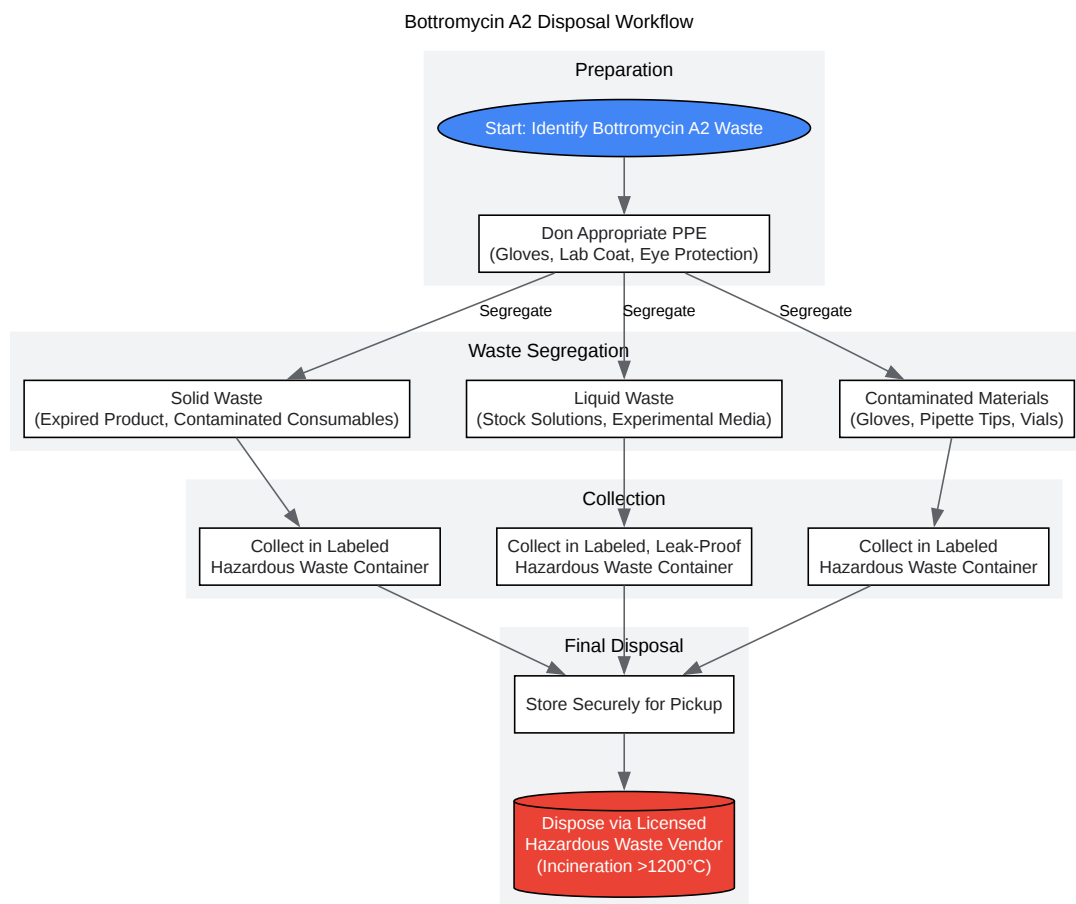 Bottromycin A2 Disposal Workflow
Preparation
Start: Identify Bottromycin A2 Waste
Don Appropriate PPE
(Gloves, Lab Coat, Eye Protection)
Segregate
Segregate
Segregate
Waste Segregation
Solid Waste
(Expired Product, Contaminated Consumables)
Liquid Waste
(Stock Solutions, Experimental Media)
Contaminated Materials
(Gloves, Pipette Tips, Vials)
Collection
Collect in Labeled
Hazardous Waste Container
Collect in Labeled, Leak-Proof
Hazardous Waste Container
Collect in Labeled
Hazardous Waste Container
Final Disposal
Store Securely for Pickup
Dispose via Licensed
Hazardous Waste Vendor
(Incineration >1200°C)